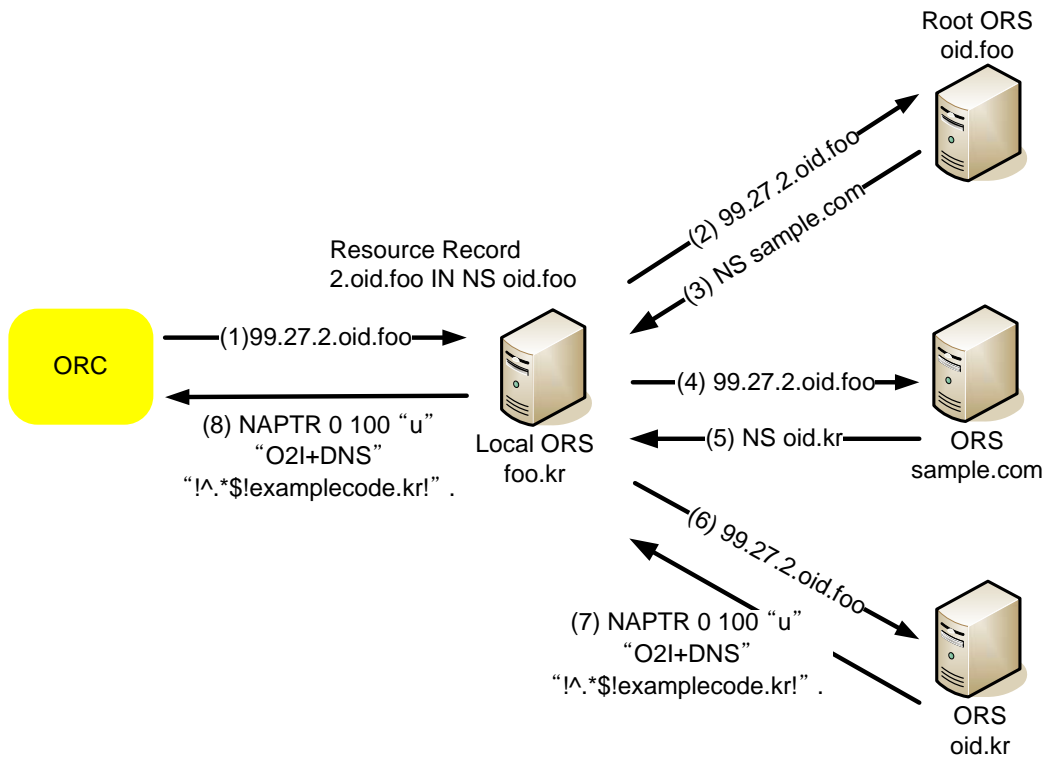 Root ORS
oid.foo
(2) 99.27.2.oid.foo
(3) NS sample.com
Resource Record
2.oid.foo IN NS oid.foo
ORC
(1)99.27.2.oid.foo
(8) NAPTR 0 100 “u”
“O2I+DNS”
“!^.*$!examplecode.kr!” .
Local ORS
foo.kr
(4) 99.27.2.oid.foo
(5) NS oid.kr
ORS
sample.com
(6) 99.27.2.oid.foo
(7) NAPTR 0 100 “u”
“O2I+DNS”
“!^.*$!examplecode.kr!” .
ORS
oid.kr